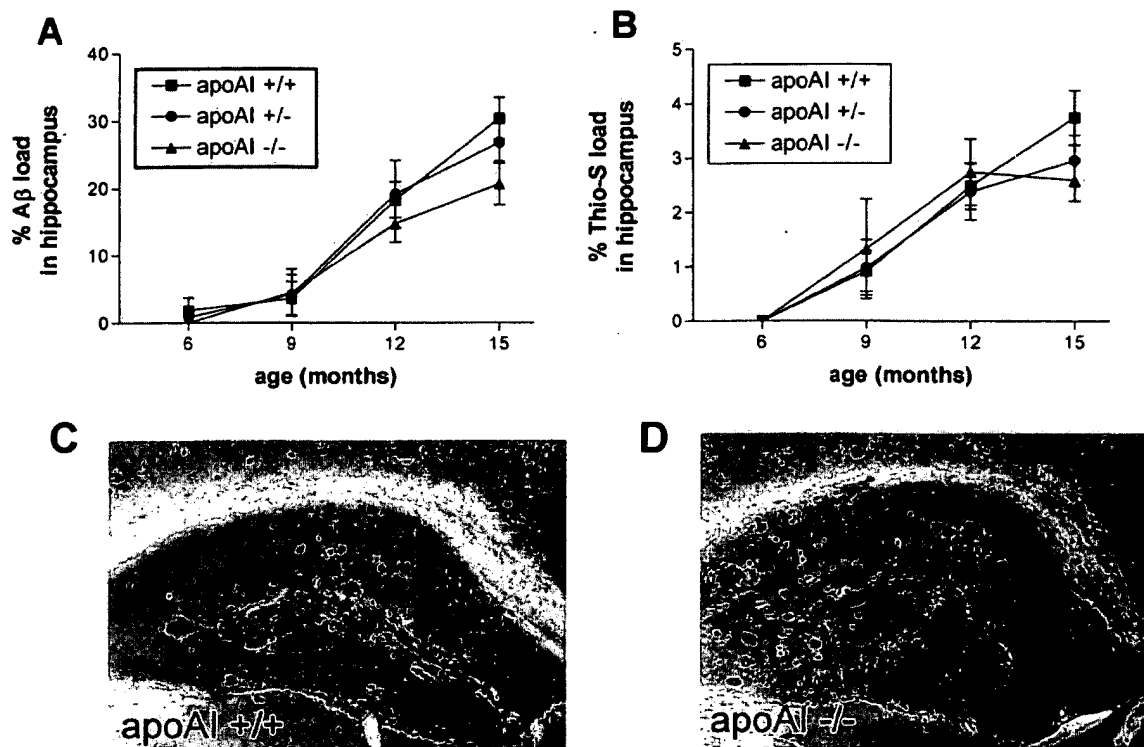 A
% Aβ load
in hippocampus
40
30
20
10
0
apoAI +/+
apoAI +/-
apoAI -/-
6 9 12 15
age (months)
B
% Thio-S load
in hippocampus
5
4
3
2
1
0
apoAI +/+
apoAI +/-
apoAI -/-
6 9 12 15
age (months)
C
apoAI +/+
D
apoAI -/-